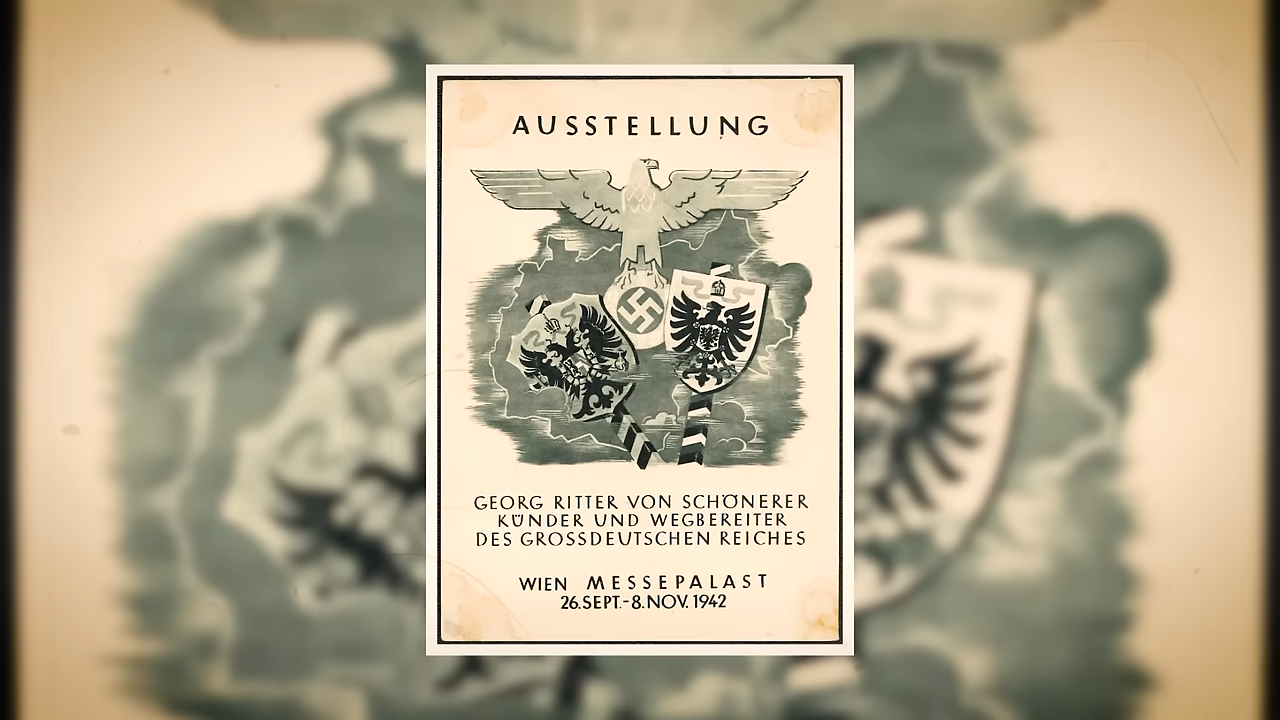 AUSSTELLUNG
GEORG RITTER VON SCHÖNERER
KÜNDER UND WEGBEREITER
DES GROSSDEUTSCHEN REICHES
WIEN MESSEPALAST
26.SEPT.-8.NOV.1942